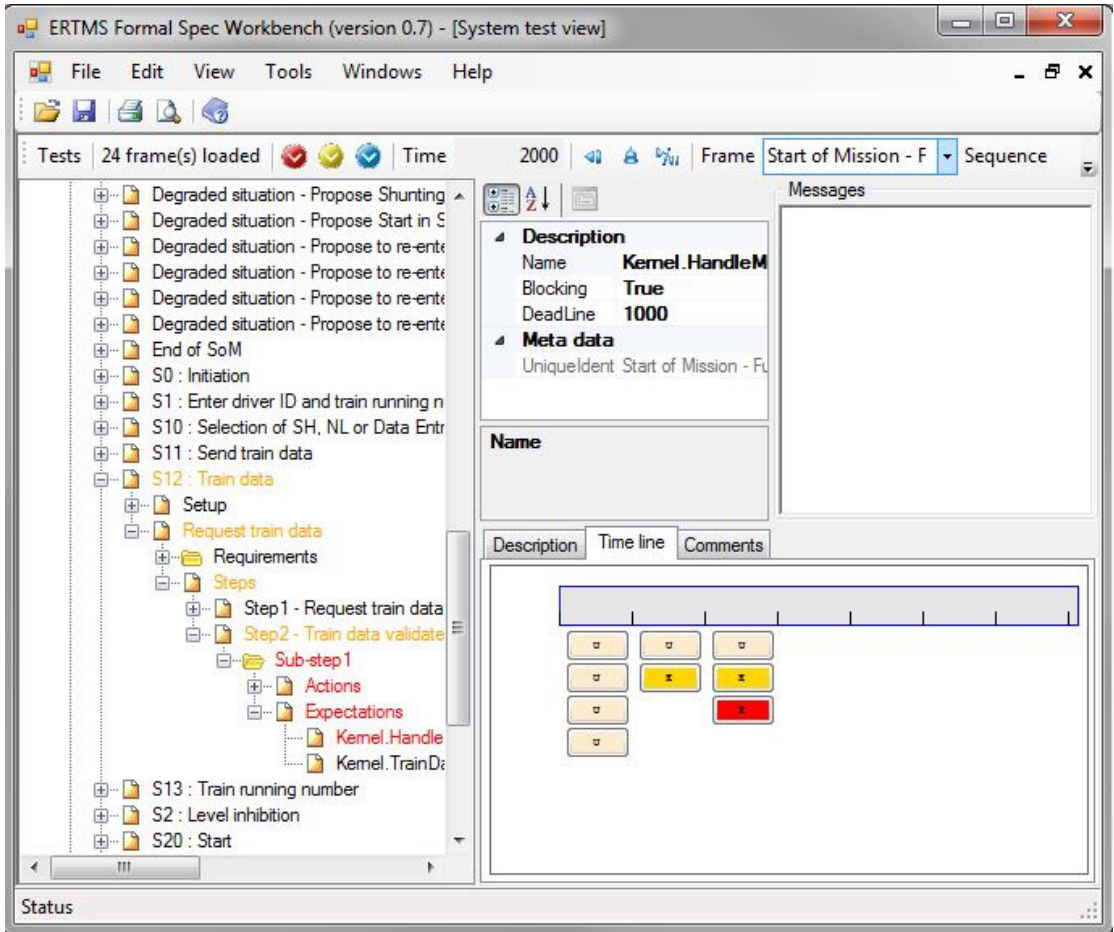 ERTMS Formal Spec Workbench (version 0.7) - [System test view]
File Edit View Tools Windows Help
Tests 24 frame(s) loaded Time 2000 Frame Start of Mission - F Sequence
Degraded situation - Propose Shunting
Degraded situation - Propose Start in S
Degraded situation - Propose to re-ente
Degraded situation - Propose to re-ente
Degraded situation - Propose to re-ente
Degraded situation - Propose to re-ente
End of SoM
S0 : Initiation
S1 : Enter driver ID and train running n
S10 : Selection of SH, NL or Data Entr
S11 : Send train data
S12 : Train data
Setup
Request train data
Requirements
Steps
Step1 - Request train data
Step2 - Train data validate
Sub-step1
Actions
Expectations
Kernel.Handle
Kernel.TrainDa
S13 : Train running number
S2 : Level inhibition
S20 : Start
Description
Name Kernel.HandleM
Blocking True
DeadLine 1000
Meta data
UniqueIdent Start of Mission - Fu
Name
Messages
Description Time line Comments
Status